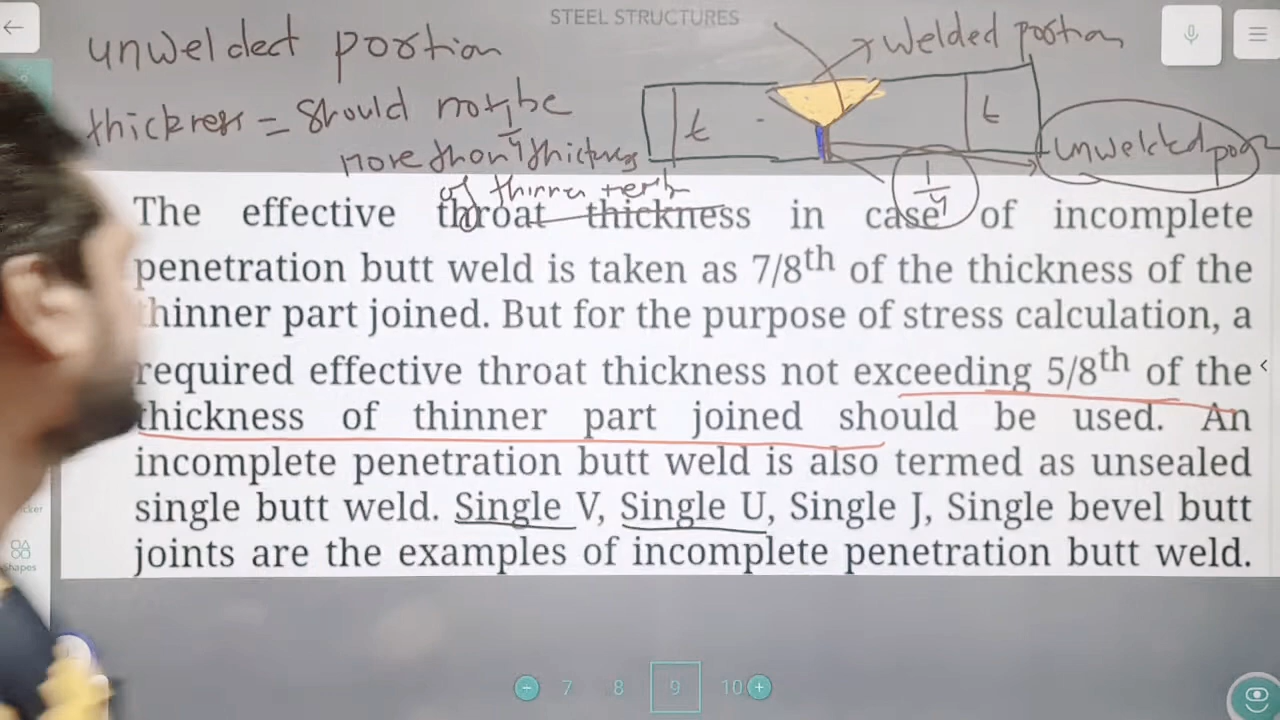 STEEL STRUCTURES
unwelded portion
welded portion
thickness = should not be
1/4
more than thickness
of thinner
t
t
unwelded
1/4
The effective throat thickness in case of incomplete
penetration butt weld is taken as 7/8th of the thickness of the
thinner part joined. But for the purpose of stress calculation, a
required effective throat thickness not exceeding 5/8th of the
thickness of thinner part joined should be used. An
incomplete penetration butt weld is also termed as unsealed
single butt weld. Single V, Single U, Single J, Single bevel butt
joints are the examples of incomplete penetration butt weld.
7 8 9 10